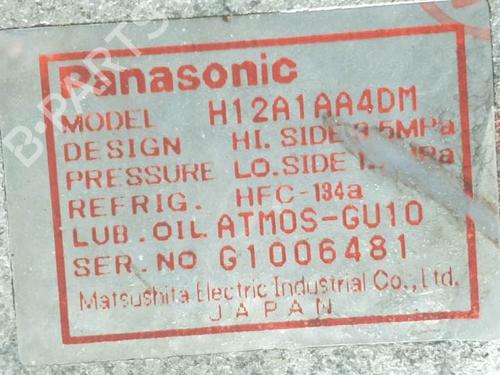 Panasonic
MODEL H12A1AA4DM
DESIGN HI. SIDE 3.5MPa
PRESSURE LO. SIDE
REFRIG. HFC-134a
LUB. OIL ATMOS-GU10
SER. NO G1006481
Matsushita Electric Industrial Co., Ltd.
JAPAN
B-PARTS